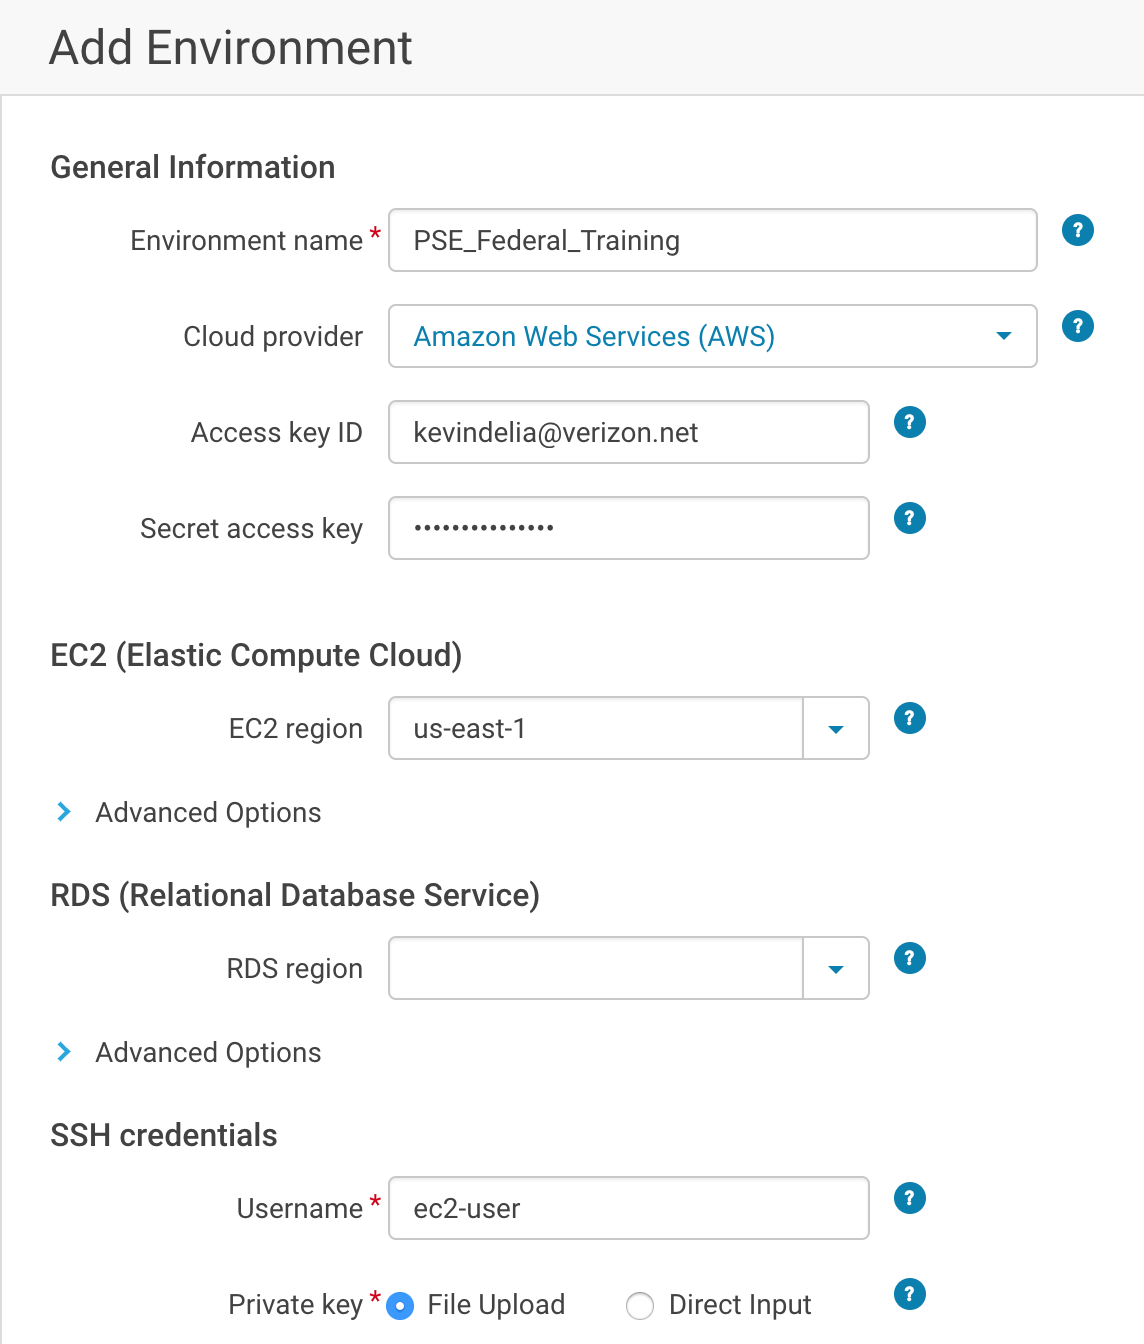 Add Environment
General Information
Environment name * PSE_Federal_Training ?
Cloud provider Amazon Web Services (AWS) ?
Access key ID kevindelia@verizon.net ?
Secret access key ••••••••••••••• ?
EC2 (Elastic Compute Cloud)
EC2 region us-east-1 ?
Advanced Options
RDS (Relational Database Service)
RDS region ?
Advanced Options
SSH credentials
Username * ec2-user ?
Private key * File Upload Direct Input ?